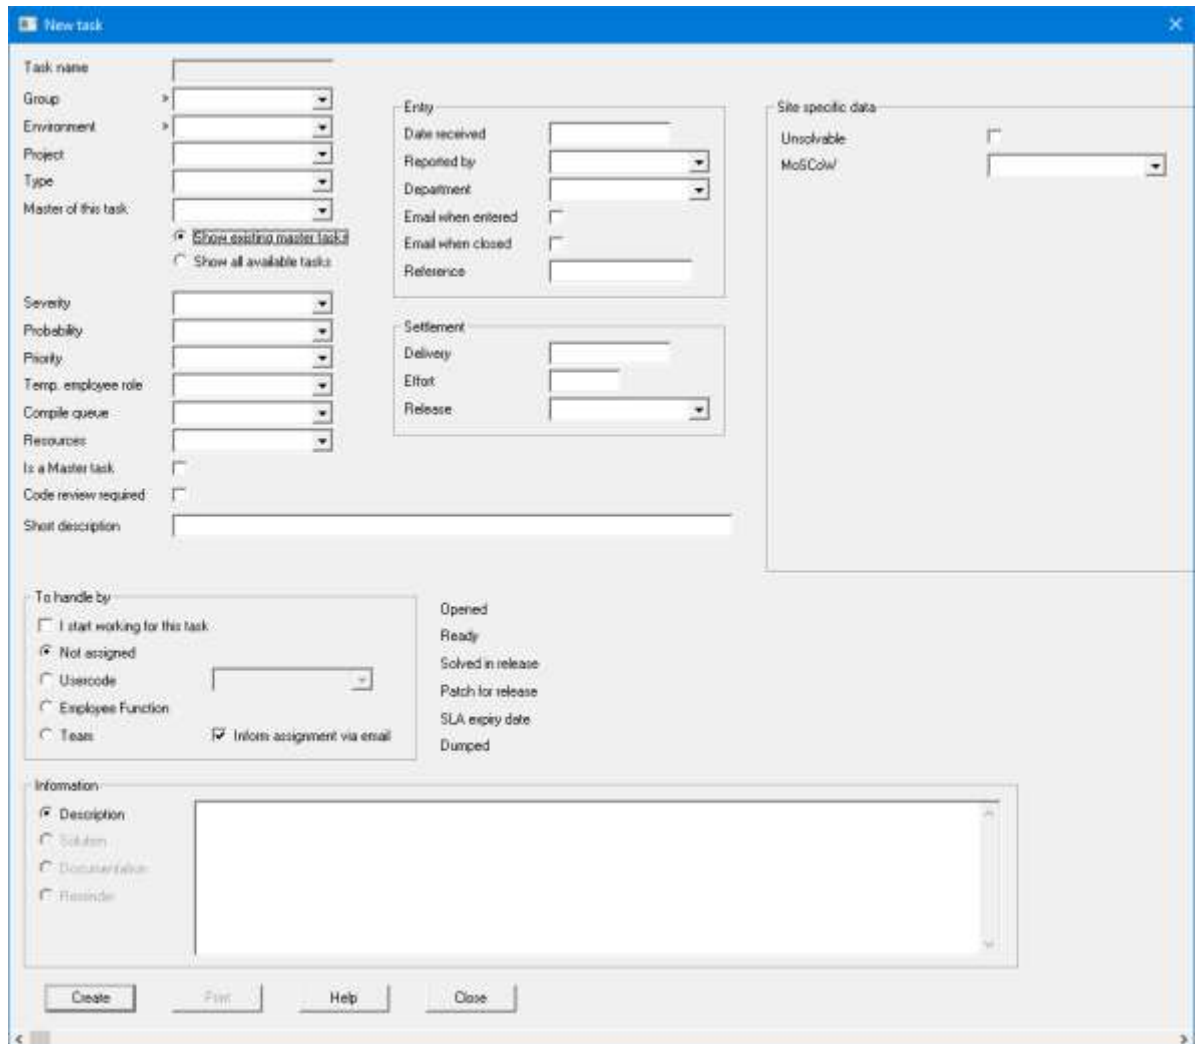 New task
Task name
Group »
Environment »
Project
Type
Master of this task
Show existing master tasks
Show all available tasks
Severity
Probability
Priority
Temp. employee role
Compile queue
Resources
Is a Master task
Code review required
Short description
Entry
Date received
Reported by
Department
Email when entered
Email when closed
Reference
Settlement
Delivery
Effort
Release
Site specific data
Unsolvable
MoSCoW
To handle by
I start working for this task
Not assigned
Usercode
Employee Function
Team
Inform assignment via email
Opened
Ready
Solved in release
Patch for release
SLA expiry date
Dumped
Information
Description
Solution
Documentation
Reminder
Create
Print
Help
Close